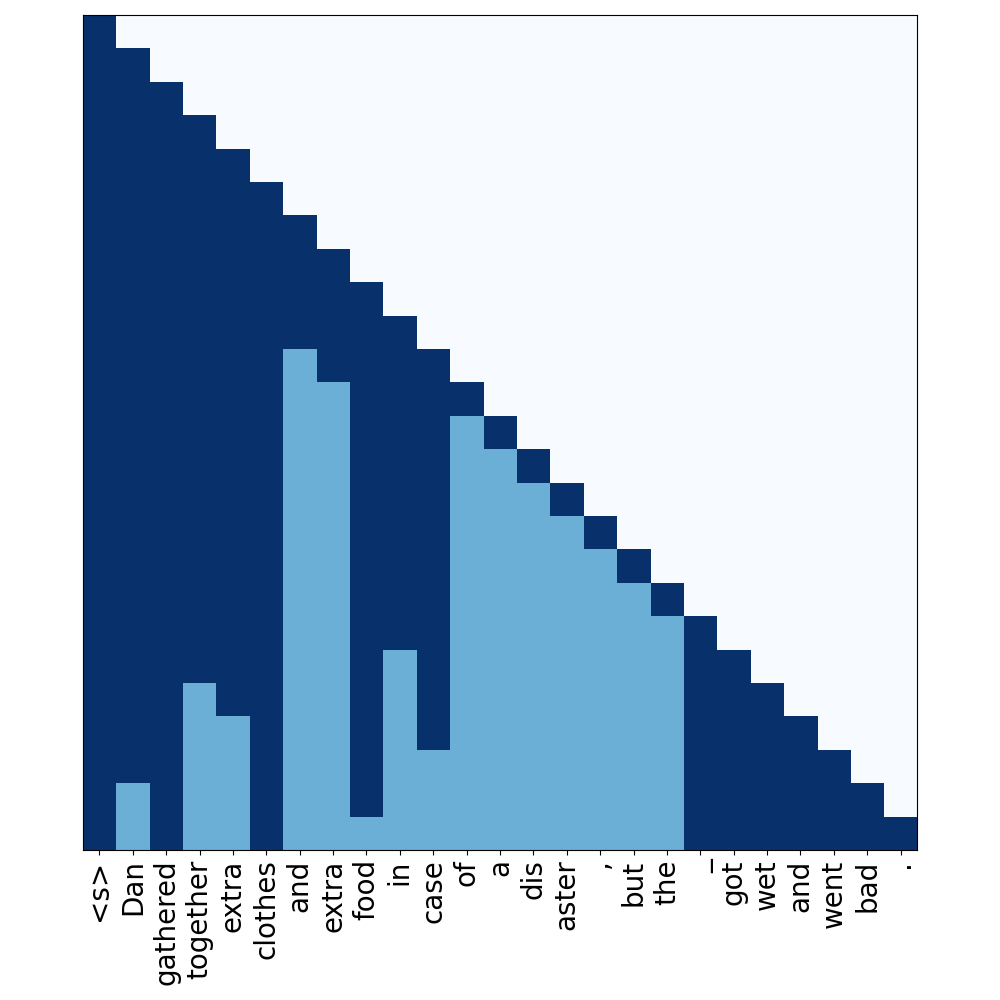 <s> Dan gathered together extra clothes and extra food in case of a dis aster , but the _ got wet and went bad .